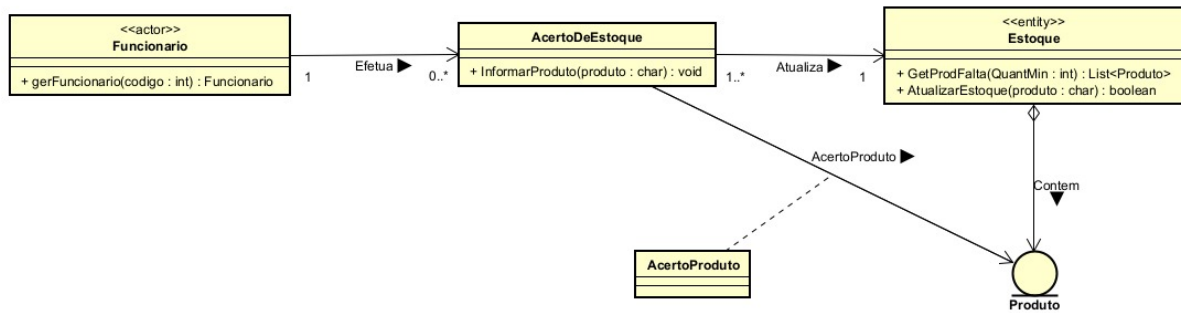 <<actor>>
Funcionario
+ gerFuncionario(codigo : int) : Funcionario
1
Efetua
0..*
AcertoDeEstoque
+ InformarProduto(produto : char) : void
1..*
Atualiza
1
<<entity>>
Estoque
+ GetProdFalta(QuantMin : int) : List<Produto>
+ AtualizarEstoque(produto : char) : boolean
AcertoProduto
Contem
AcertoProduto
Produto